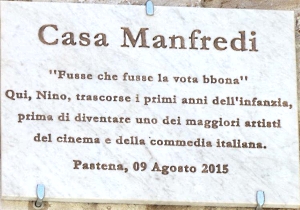 Casa Manfredi
"Fusse che fusse la vota bbona"
Qui, Nino, trascorse i primi anni dell'infanzia,
prima di diventare uno dei maggiori artisti
del cinema e della commedia italiana.
Pastena, 09 Agosto 2015